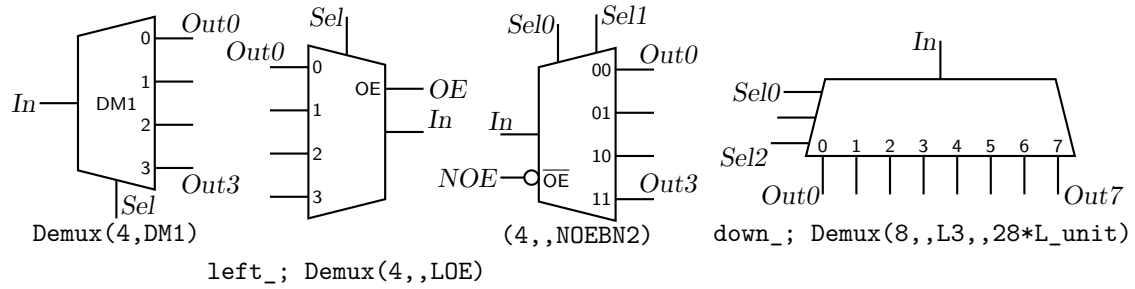 Out0
0
1
In
DM1
2
3
Out3
Sel
Demux(4,DM1)
Sel
Out0
0
OE
OE
1
In
2
3
left_; Demux(4,,LOE)
Sel0
Sel1
Out0
00
01
In
10
NOE
OE
Out3
11
(4,,NOEBN2)
In
Sel0
Sel2
0 1 2 3 4 5 6 7
Out0
Out7
down_; Demux(8,,L3,,28*L_unit)